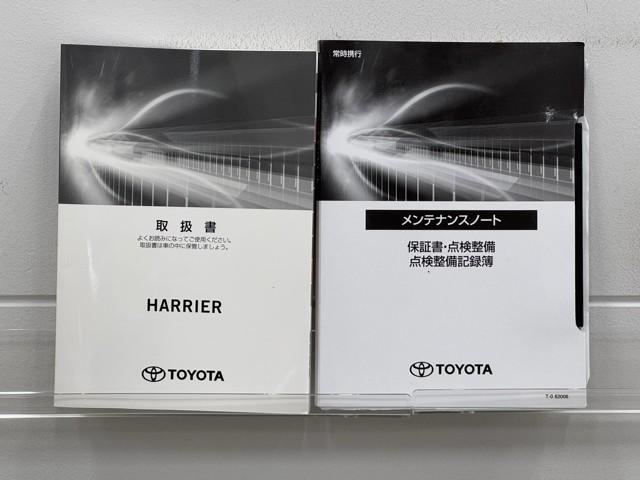 取扱書
よくお読みになってご使用ください。
取扱書は車の中に保管しましょう。
HARRIER
TOYOTA
常時携行
メンテナンスノート
保証書・点検整備
点検整備記録簿
TOYOTA
T-0 62008